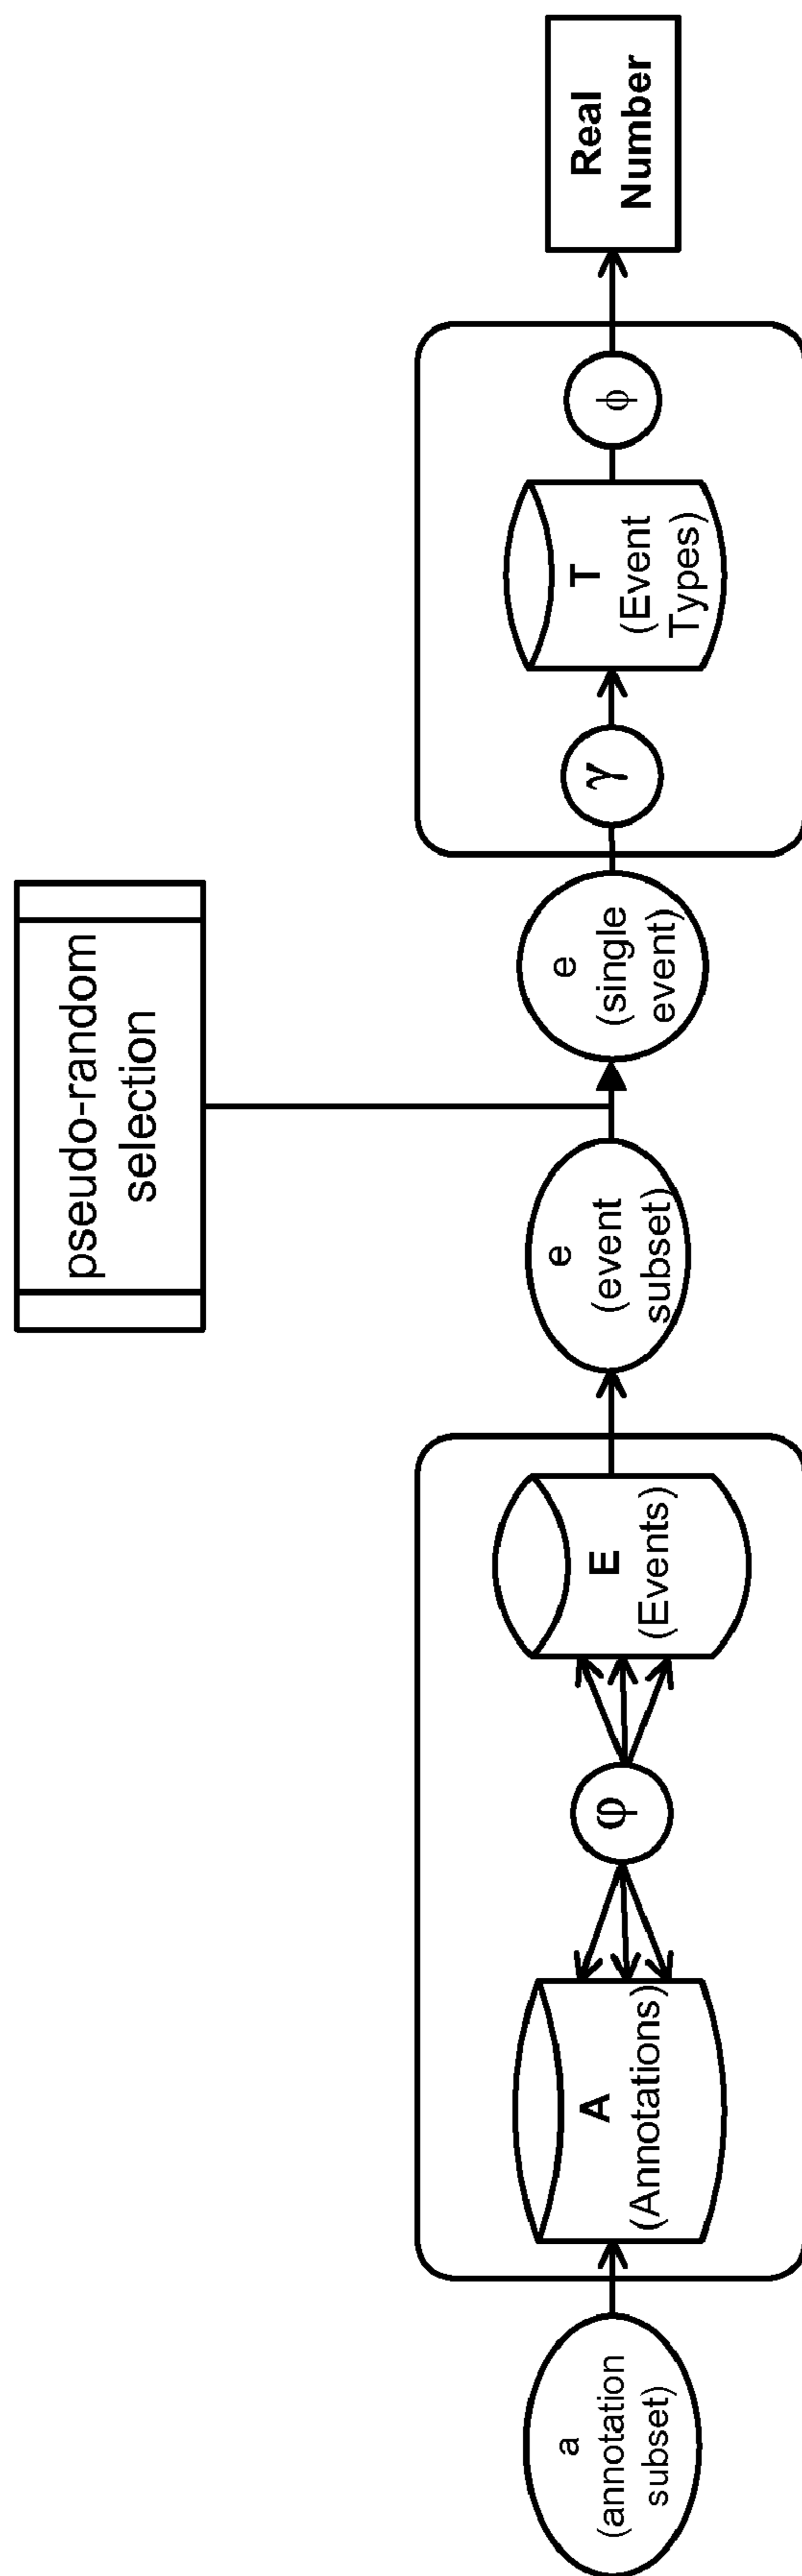 pseudo-random
selection
a
(annotation
subset)
A
(Annotations)
φ
E
(Events)
e
(event
subset)
e
(single
event)
γ
T
(Event
Types)
ϕ
Real
Number